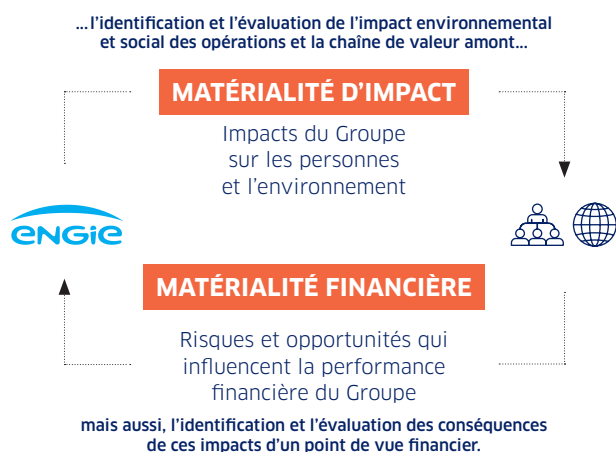 ...l'identification et l'évaluation de l'impact environnemental
et social des opérations et la chaîne de valeur amont...
MATÉRIALITÉ D'IMPACT
Impacts du Groupe
sur les personnes
et l'environnement
ENGIE
MATÉRIALITÉ FINANCIÈRE
Risques et opportunités qui
influencent la performance
financière du Groupe
mais aussi, l'identification et l'évaluation des conséquences
de ces impacts d'un point de vue financier.